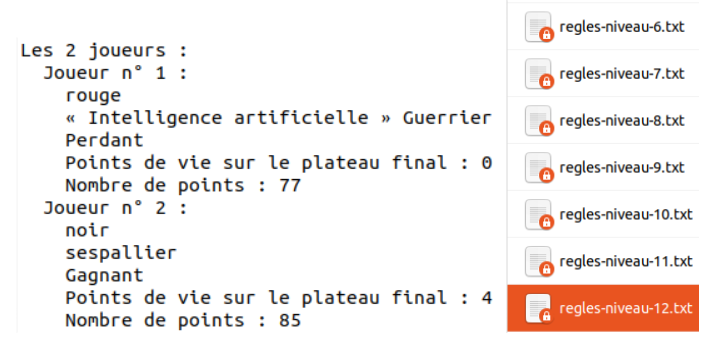 Les 2 joueurs :
Joueur n° 1 :
rouge
« Intelligence artificielle » Guerrier
Perdant
Points de vie sur le plateau final : 0
Nombre de points : 77
Joueur n° 2 :
noir
sespallier
Gagnant
Points de vie sur le plateau final : 4
Nombre de points : 85
regles-niveau-6.txt
regles-niveau-7.txt
regles-niveau-8.txt
regles-niveau-9.txt
regles-niveau-10.txt
regles-niveau-11.txt
regles-niveau-12.txt